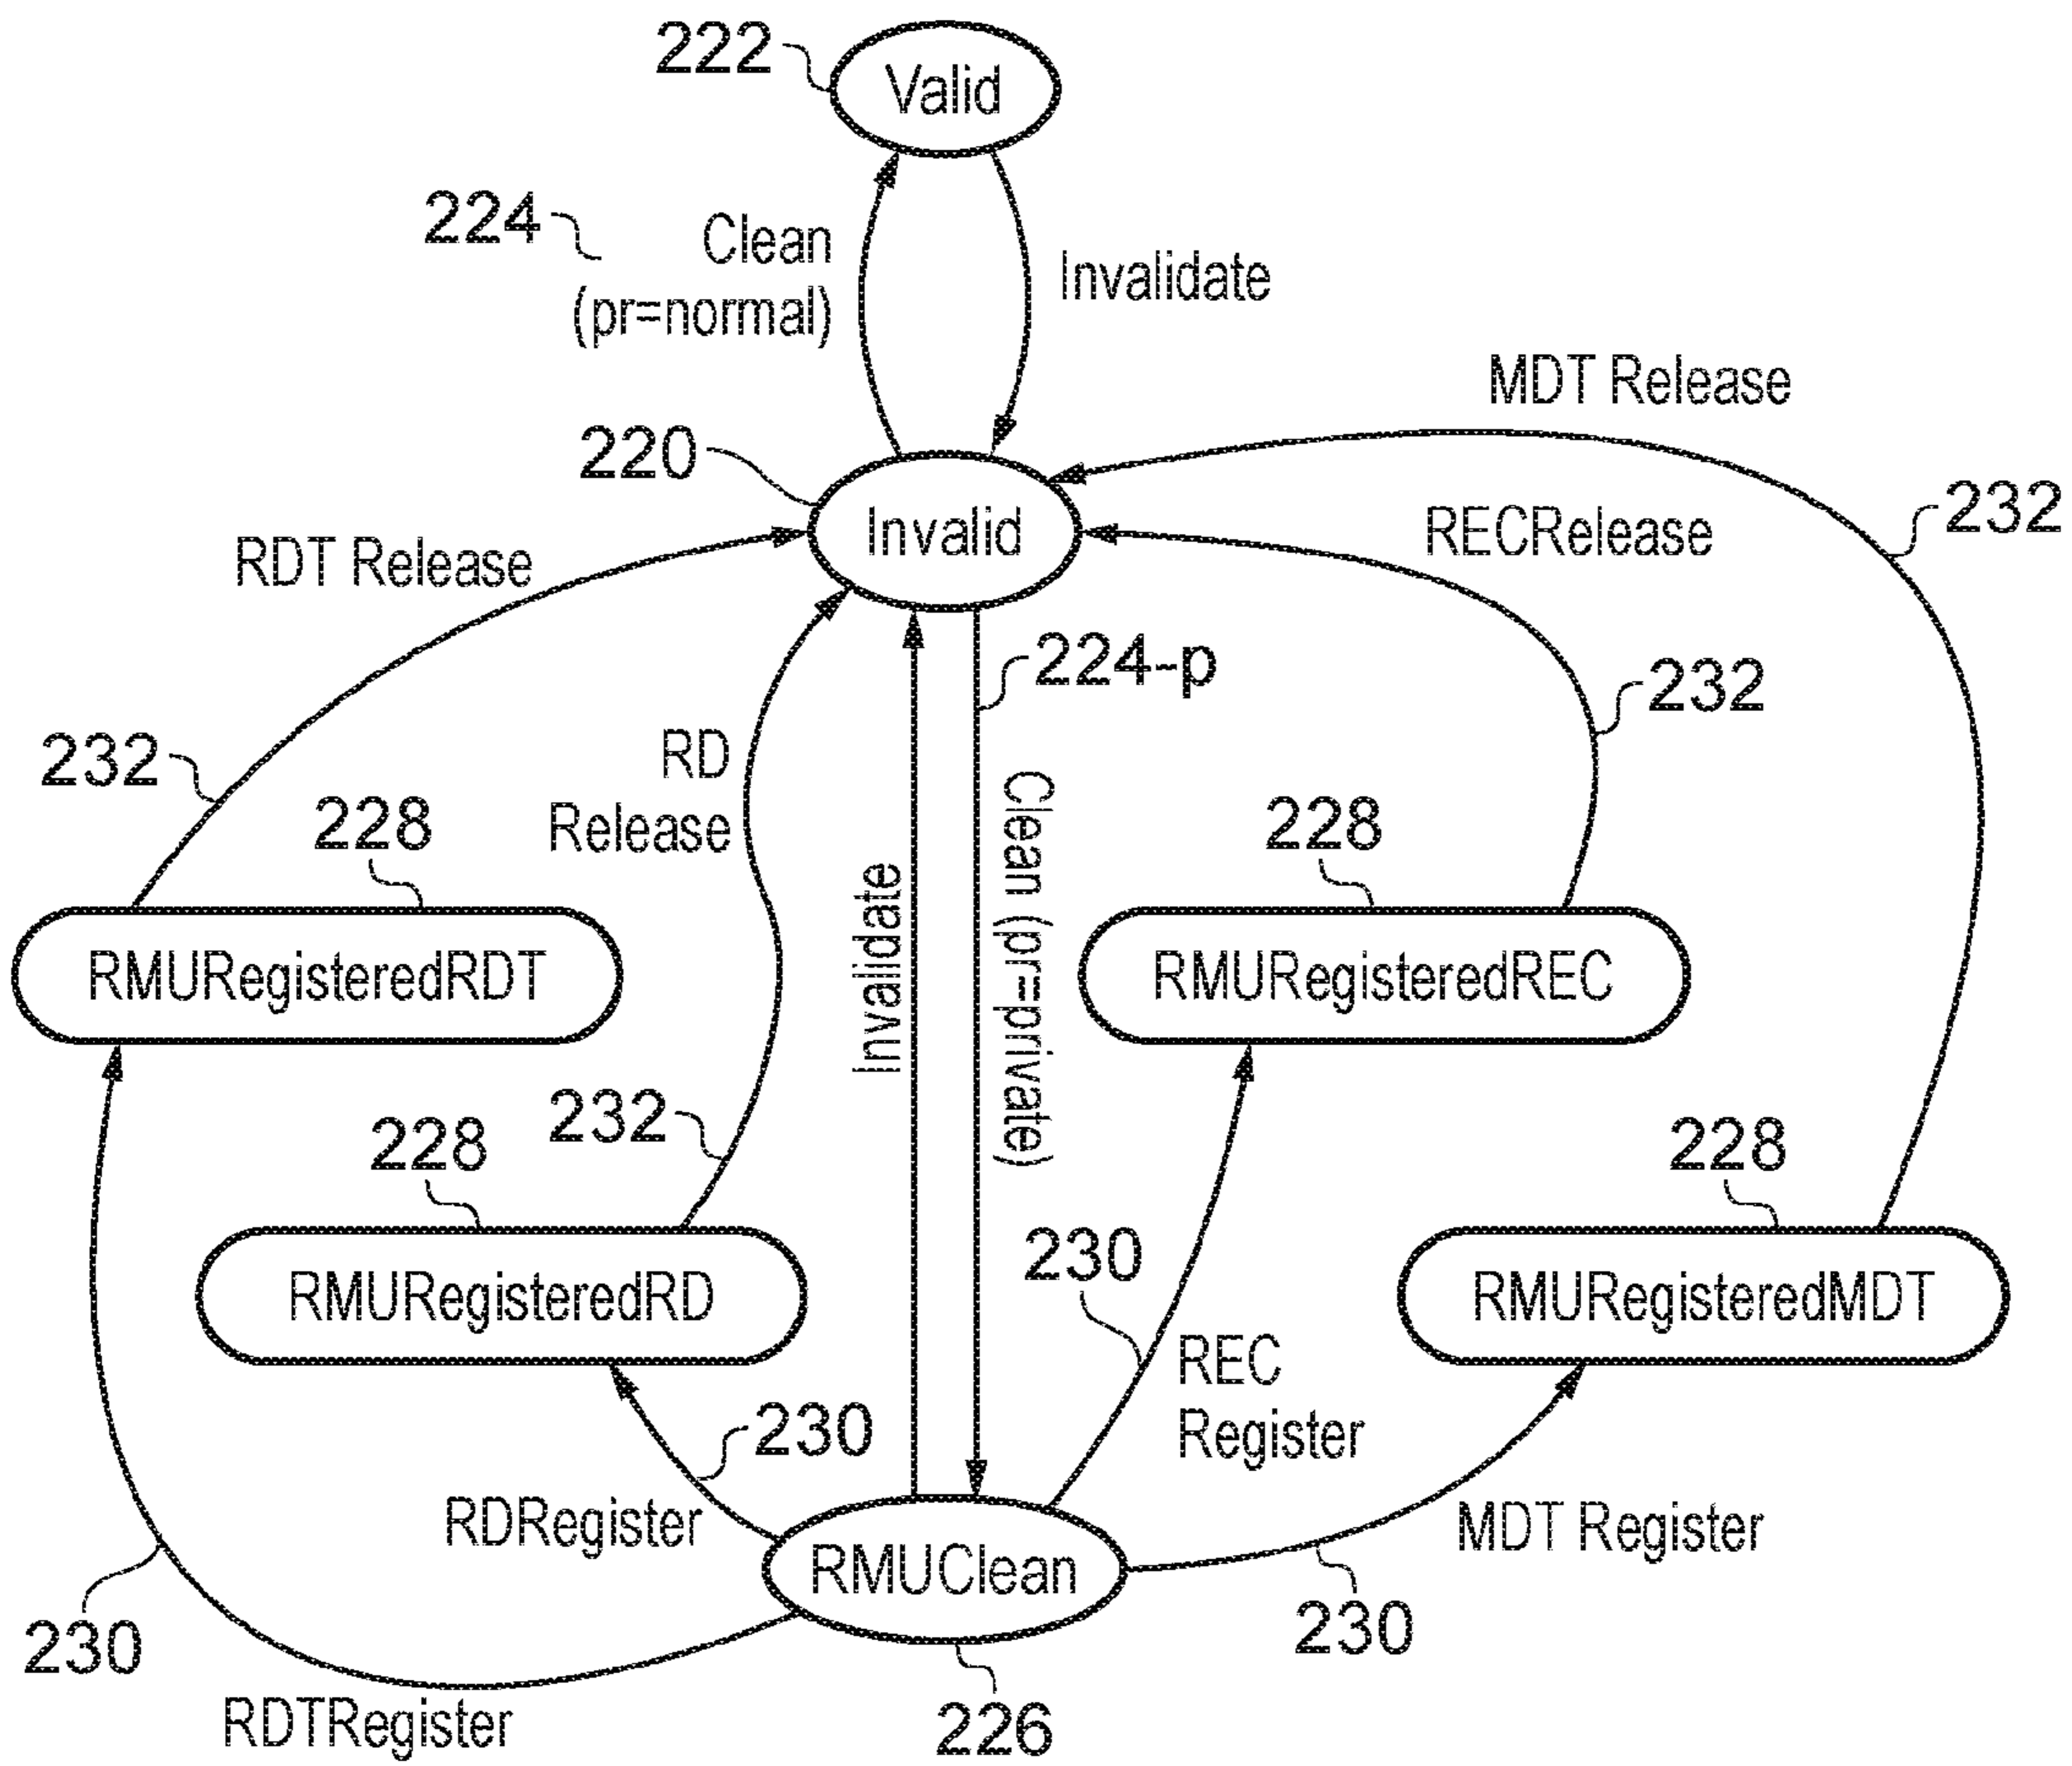 222
Valid
224
Clean
(pr=normal)
Invalidate
MDT Release
220
Invalid
RECRelease
232
RDT Release
224-p
232
RD
Release
232
228
Clean (pr=private)
228
Invalidate
RMURegisteredRDT
RMURegisteredREC
232
228
228
230
RMURegisteredRD
RMURegisteredMDT
REC
Register
230
RDRegister
MDT Register
RMUClean
230
230
RDTRegister
226